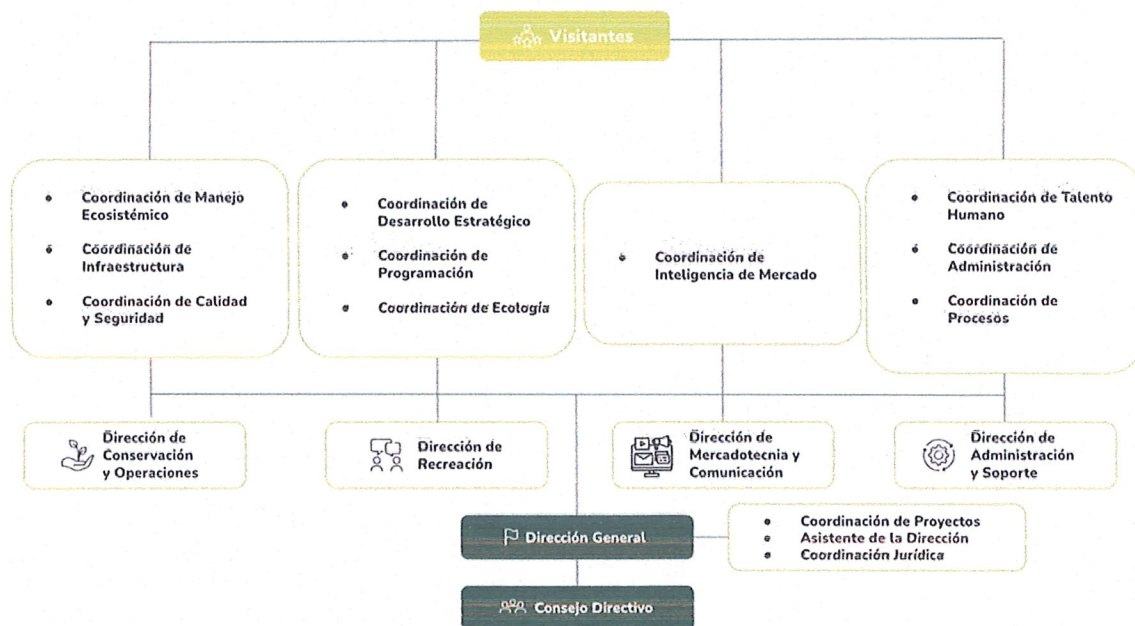 Visitantes
Coordinación de Manejo
Ecosistémico
Coordinación de
Infraestructura
Coordinación de Calidad
y Seguridad
Coordinación de
Desarrollo Estratégico
Coordinación de
Programación
Coordinación de Ecología
Coordinación de
Inteligencia de Mercado
Coordinación de Talento
Humano
Coordinación de
Administración
Coordinación de
Procesos
Dirección de
Conservación
y Operaciones
Dirección de
Recreación
Dirección de
Mercadotecnia y
Comunicación
Dirección de
Administración
y Soporte
Dirección General
Coordinación de Proyectos
Asistente de la Dirección
Coordinación Jurídica
Consejo Directivo